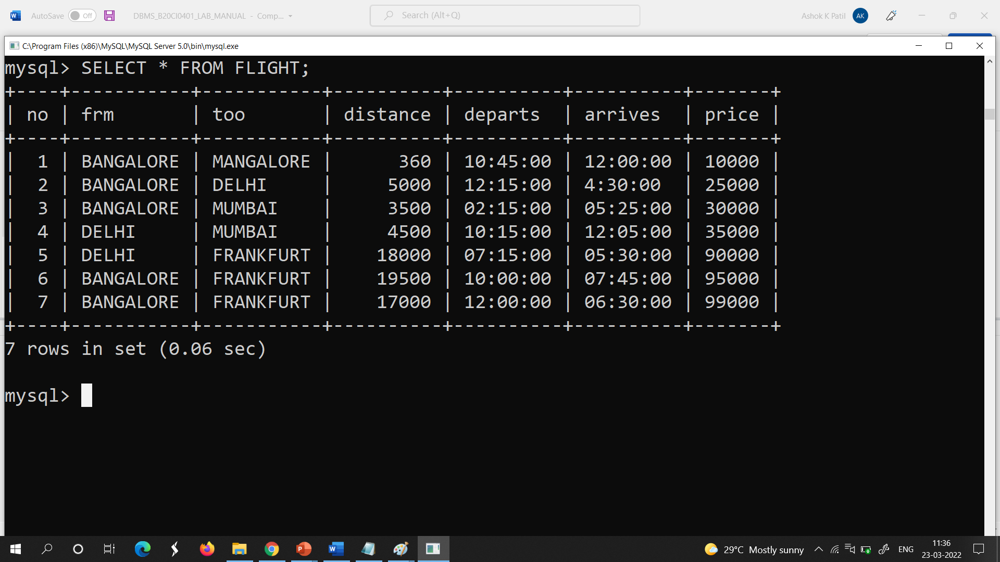 AutoSave Off DBMS_B20CI0401_LAB_MANUAL - Comp... Search (Alt+Q) Ashok K Patil AK
C:\Program Files (x86)\MySQL\MySQL Server 5.0\bin\mysql.exe
mysql> SELECT * FROM FLIGHT;
+----+-----------+-----------+----------+----------+----------+-------+
| no | frm       | too       | distance | departs  | arrives  | price |
+----+-----------+-----------+----------+----------+----------+-------+
|  1 | BANGALORE | MANGALORE |      360 | 10:45:00 | 12:00:00 | 10000 |
|  2 | BANGALORE | DELHI     |     5000 | 12:15:00 | 4:30:00  | 25000 |
|  3 | BANGALORE | MUMBAI    |     3500 | 02:15:00 | 05:25:00 | 30000 |
|  4 | DELHI     | MUMBAI    |     4500 | 10:15:00 | 12:05:00 | 35000 |
|  5 | DELHI     | FRANKFURT |    18000 | 07:15:00 | 05:30:00 | 90000 |
|  6 | BANGALORE | FRANKFURT |    19500 | 10:00:00 | 07:45:00 | 95000 |
|  7 | BANGALORE | FRANKFURT |    17000 | 12:00:00 | 06:30:00 | 99000 |
+----+-----------+-----------+----------+----------+----------+-------+
7 rows in set (0.06 sec)
mysql>
29°C Mostly sunny ENG 11:36
23-03-2022